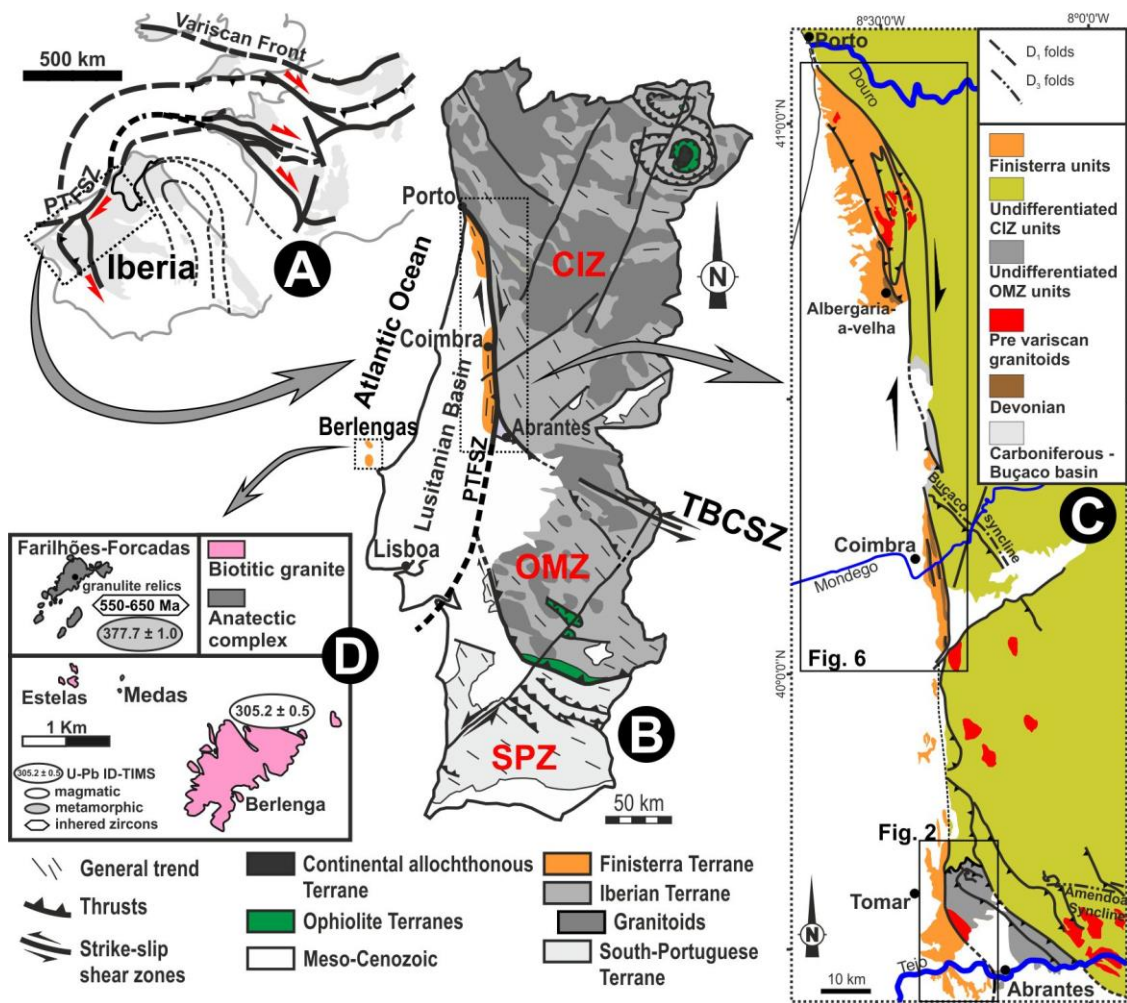 Variscan Front
500 km
PTFSZ
Iberia
A
Porto
CIZ
N
Coimbra
Atlantic Ocean
Lusitanian Basin
Berlengas
Abrantes
PTFSZ
TBCSZ
Lisboa
OMZ
SPZ
B
50 km
8°30'0"W
8°0'0"W
Porto
Douro
41°0'0"N
Albergaria-
a-velha
Buçaco syncline
Coimbra
Mondego
Fig. 6
40°0'0"N
Fig. 2
Tomar
Amendoa
Syncline
Tejo
Abrantes
N
10 km
D1 folds
D3 folds
Finisterra units
Undifferentiated
CIZ units
Undifferentiated
OMZ units
Pre variscan
granitoids
Devonian
Carboniferous -
Buçaco basin
C
Farilhões-Forcadas
granulite relics
550-650 Ma
377.7 ± 1.0
Biotitic granite
Anatectic
complex
D
Estelas
Medas
1 Km
305.2 ± 0.5
Berlenga
305.2 ± 0.5 U-Pb ID-TIMS
magmatic
metamorphic
inhered zircons
General trend
Thrusts
Strike-slip
shear zones
Continental allochthonous
Terrane
Ophiolite Terranes
Meso-Cenozoic
Finisterra Terrane
Iberian Terrane
Granitoids
South-Portuguese
Terrane